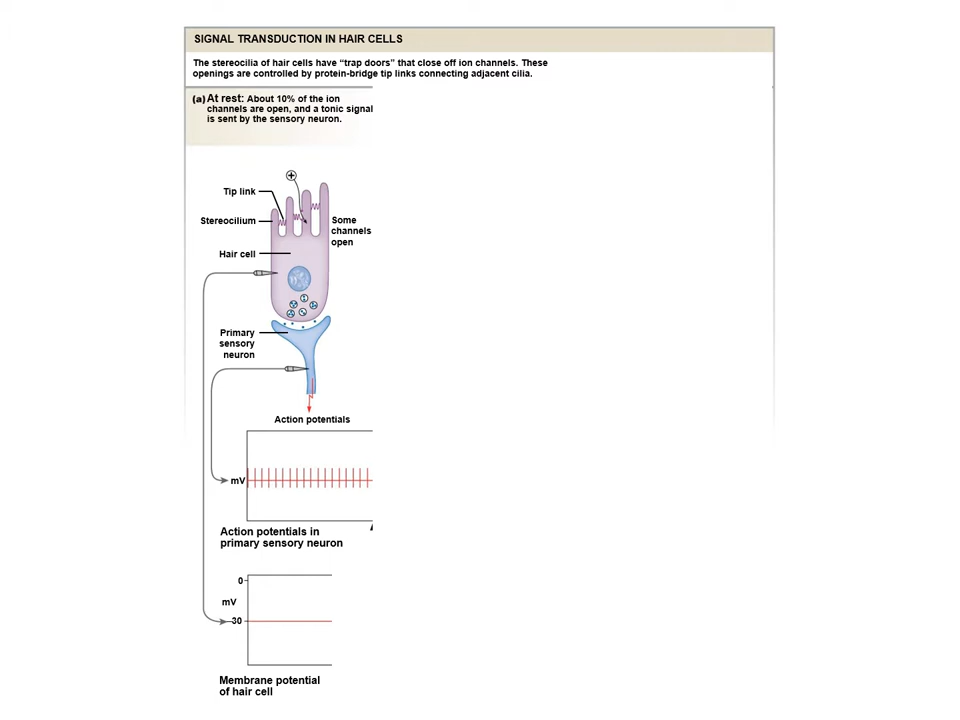 SIGNAL TRANSDUCTION IN HAIR CELLS
The stereocilia of hair cells have “trap doors” that close off ion channels. These
openings are controlled by protein-bridge tip links connecting adjacent cilia.
(a) At rest: About 10% of the ion
channels are open, and a tonic signal
is sent by the sensory neuron.
+
Tip link
Stereocilium
Some
channels
open
Hair cell
Primary
sensory
neuron
Action potentials
mV
Action potentials in
primary sensory neuron
0
mV
–30
Membrane potential
of hair cell